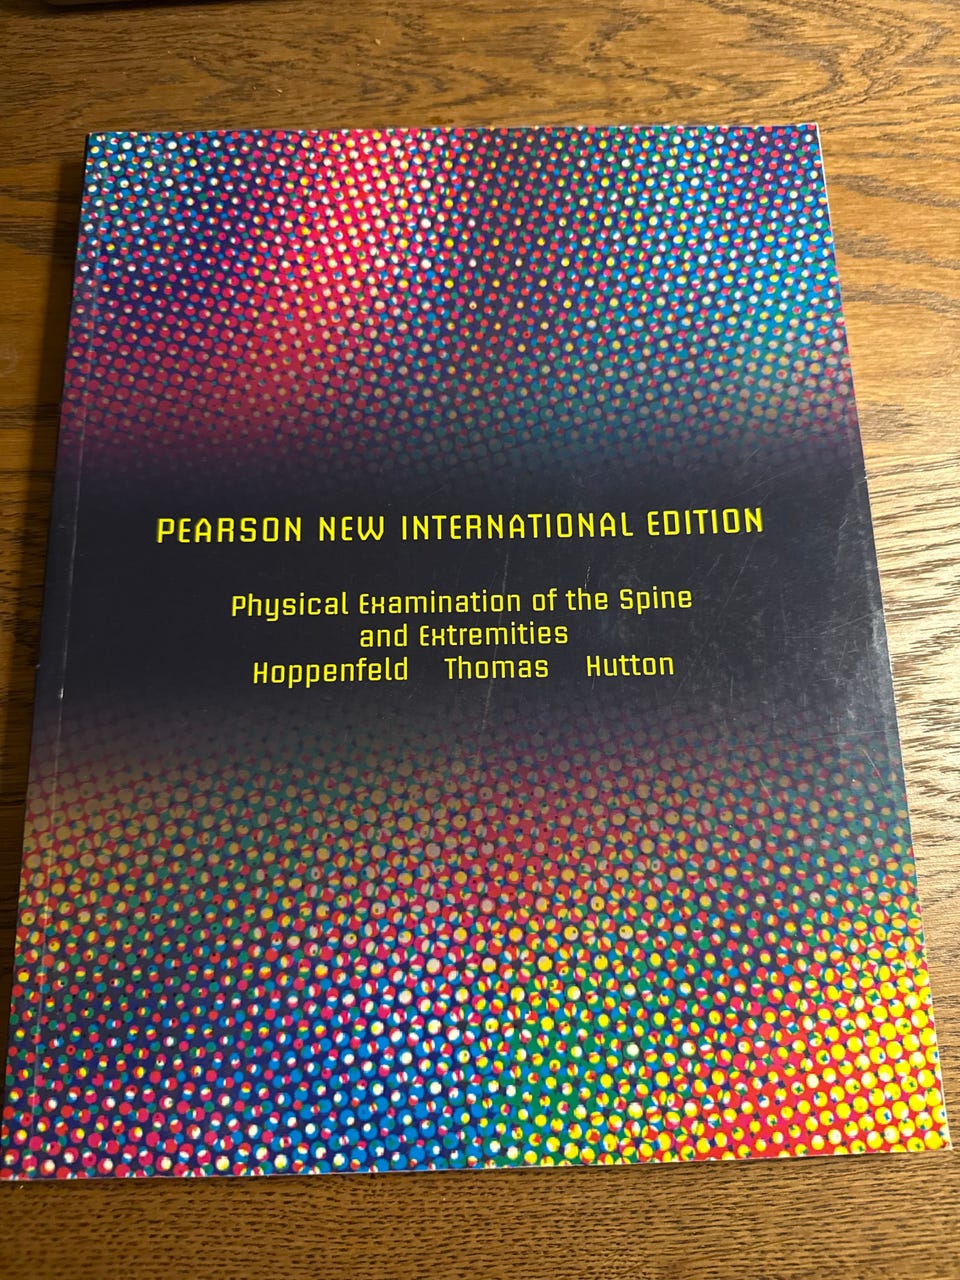 PEARSON NEW INTERNATIONAL EDITION
Physical Examination of the Spine
and Extremities
Hoppenfeld Thomas Hutton